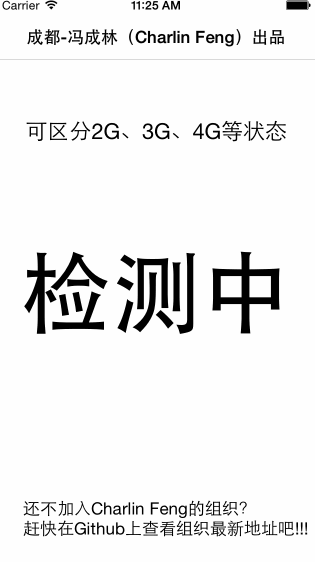 Carrier 11:25 AM
成都-冯成林（Charlin Feng）出品
可区分2G、3G、4G等状态
检测中
还不加入Charlin Feng的组织?
赶快在Github上查看组织最新地址吧!!!